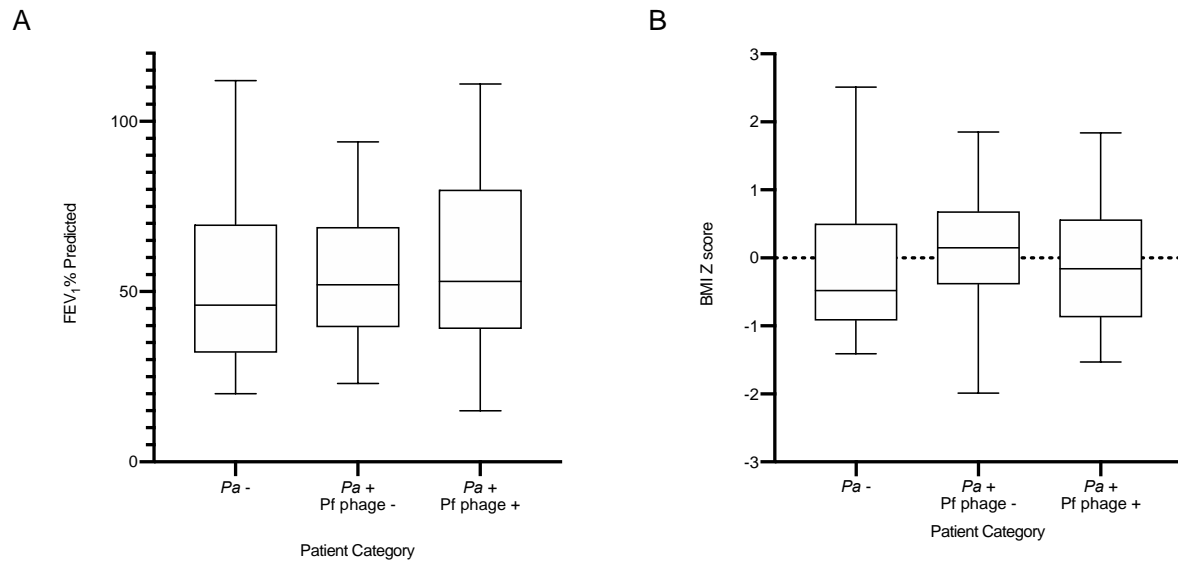 A
FEV1% Predicted
100
50
0
Pa -
Pa +
Pf phage -
Pa +
Pf phage +
Patient Category
B
BMI Z score
3
2
1
0
-1
-2
-3
Pa -
Pa +
Pf phage -
Pa +
Pf phage +
Patient Category